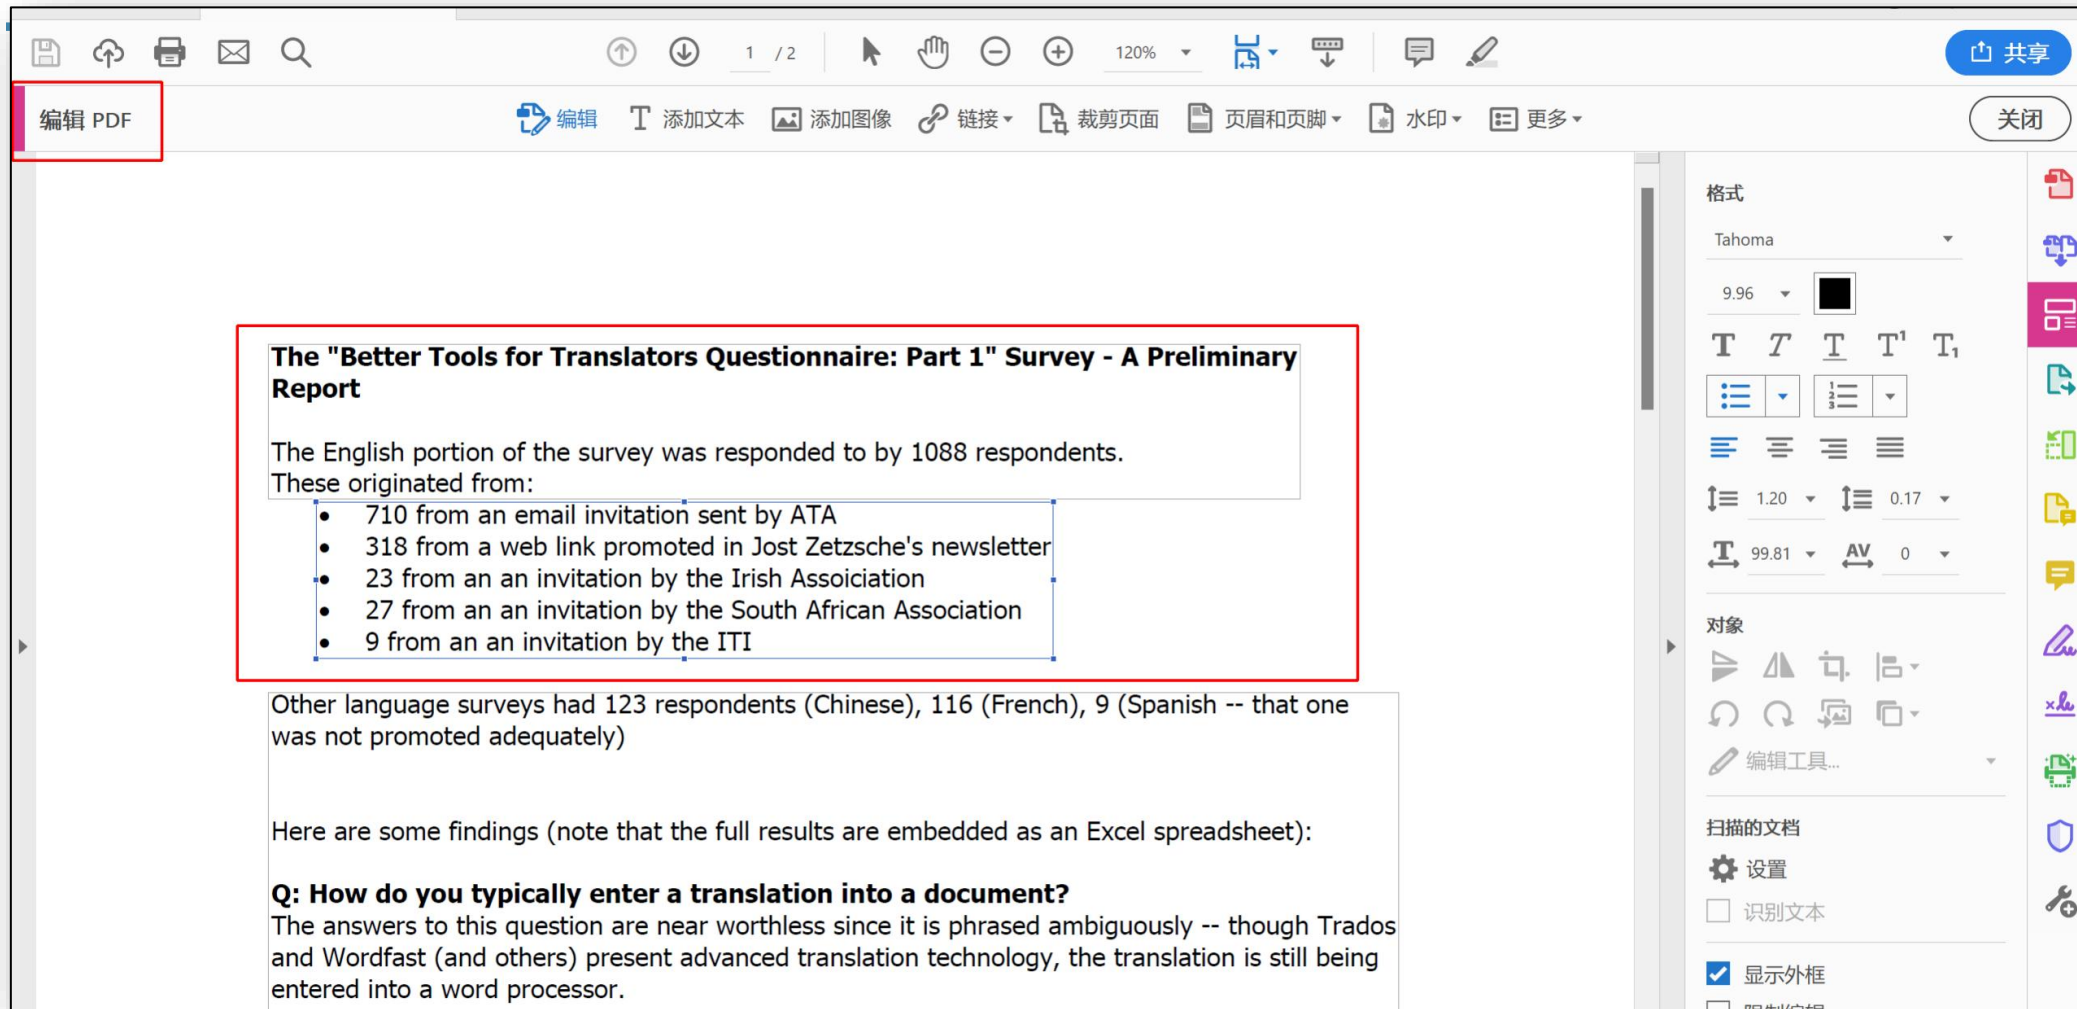 1 / 2
120%
共享
编辑 PDF
编辑
添加文本
添加图像
链接
裁剪页面
页眉和页脚
水印
更多
关闭
The "Better Tools for Translators Questionnaire: Part 1" Survey - A Preliminary
Report
The English portion of the survey was responded to by 1088 respondents.
These originated from:
• 710 from an email invitation sent by ATA
• 318 from a web link promoted in Jost Zetzsche's newsletter
• 23 from an an invitation by the Irish Assoiciation
• 27 from an an invitation by the South African Association
• 9 from an an invitation by the ITI
Other language surveys had 123 respondents (Chinese), 116 (French), 9 (Spanish -- that one
was not promoted adequately)
Here are some findings (note that the full results are embedded as an Excel spreadsheet):
Q: How do you typically enter a translation into a document?
The answers to this question are near worthless since it is phrased ambiguously -- though Trados
and Wordfast (and others) present advanced translation technology, the translation is still being
entered into a word processor.
格式
Tahoma
9.96
1.20
0.17
99.81
AV
0
对象
编辑工具...
扫描的文档
设置
识别文本
显示外框